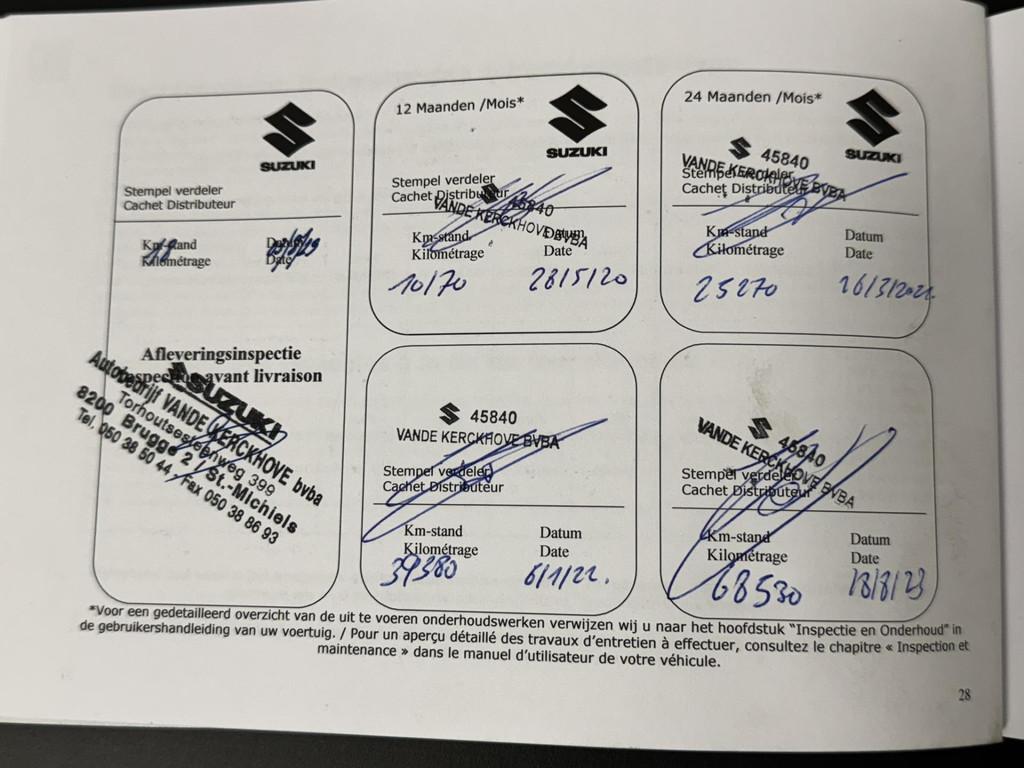 SUZUKI
Stempel verdeler
Cachet Distributeur
Km-stand Datum
Kilométrage Date
Afleveringsinspectie
Inspection avant livraison
SUZUKI
Autobedrijf VANDE KERCKHOVE bvba
Torhoutsesteenweg 399
8200 Brugge 2 / St.-Michiels
Tel. 050 38 50 44 / Fax 050 38 86 93
12 Maanden /Mois*
SUZUKI
Stempel verdeler
Cachet Distributeur
45840
VANDE KERCKHOVE BVBA
Km-stand Datum
Kilométrage Date
10170 28/5/20
24 Maanden /Mois*
SUZUKI
45840
VANDE KERCKHOVE BVBA
Stempel verdeler
Cachet Distributeur
Km-stand Datum
Kilométrage Date
25270 26/3/2021
45840
VANDE KERCKHOVE BVBA
Stempel verdeler
Cachet Distributeur
Km-stand Datum
Kilométrage Date
39380 6/1/22.
45840
VANDE KERCKHOVE BVBA
Stempel verdeler
Cachet Distributeur
Km-stand Datum
Kilométrage Date
68530 18/8/23
*Voor een gedetailleerd overzicht van de uit te voeren onderhoudswerken verwijzen wij u naar het hoofdstuk "Inspectie en Onderhoud" in
de gebruikershandleiding van uw voertuig. / Pour un aperçu détaillé des travaux d'entretien à effectuer, consultez le chapitre « Inspection et
maintenance » dans le manuel d'utilisateur de votre véhicule.
28